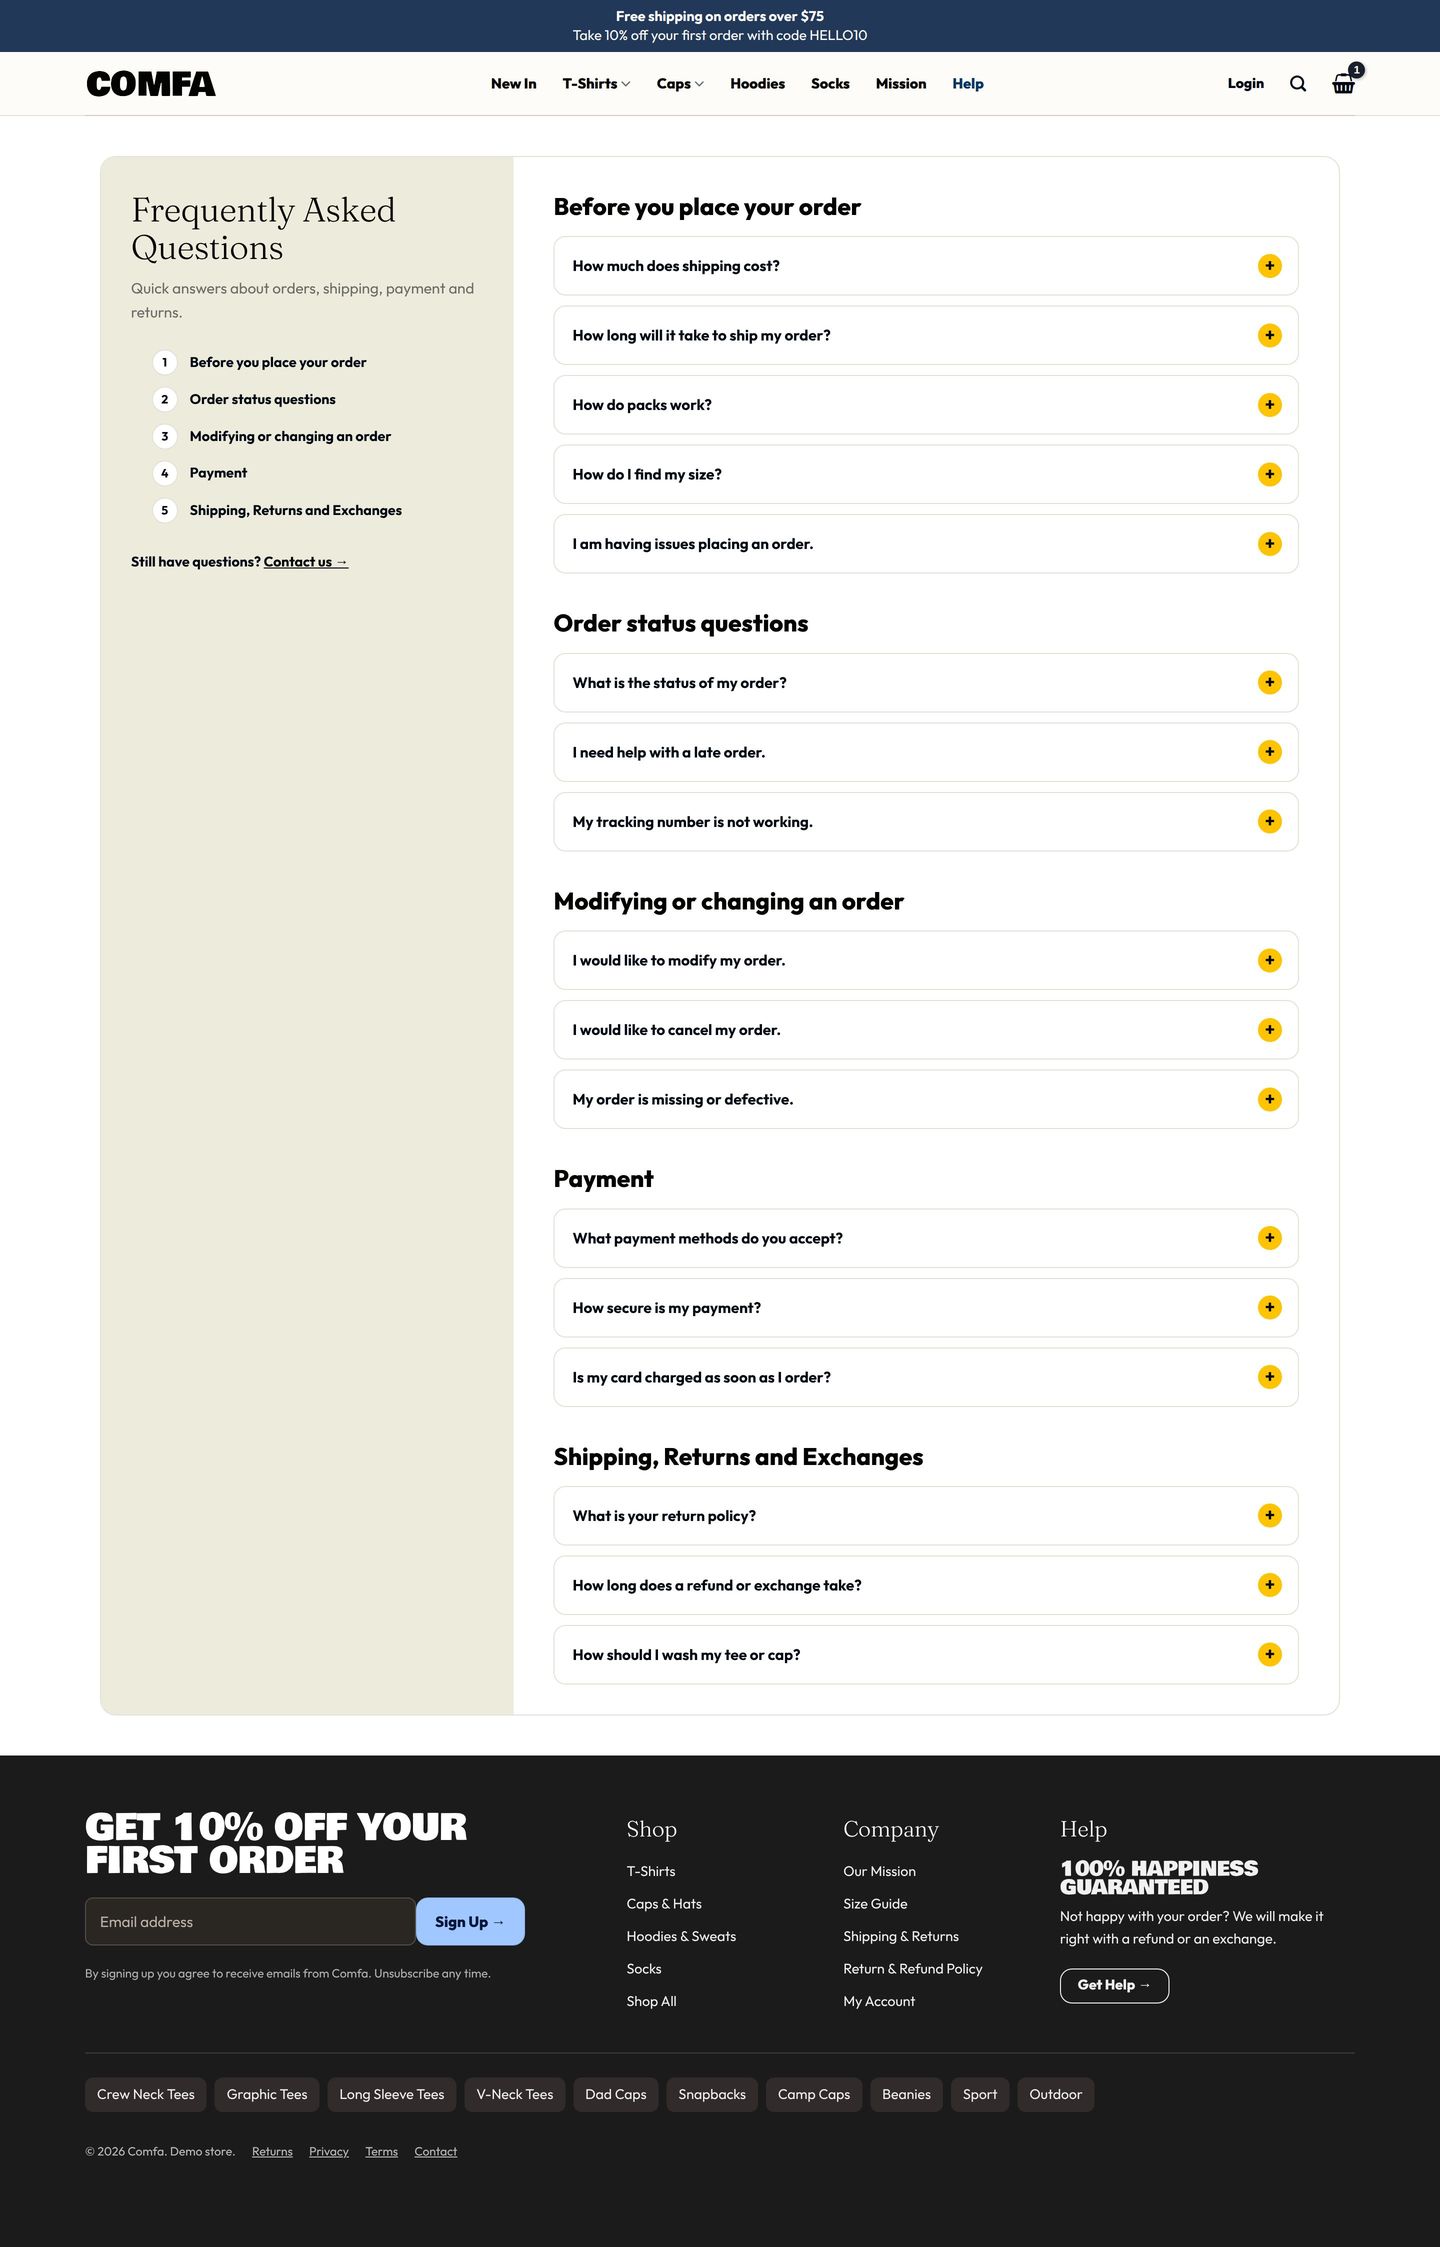 Free shipping on orders over $75
Take 10% off your first order with code HELLO10
COMFA
New In
T-Shirts
Caps
Hoodies
Socks
Mission
Help
Login
1
Frequently Asked
Questions
Quick answers about orders, shipping, payment and
returns.
1 Before you place your order
2 Order status questions
3 Modifying or changing an order
4 Payment
5 Shipping, Returns and Exchanges
Still have questions? Contact us →
Before you place your order
How much does shipping cost? +
How long will it take to ship my order? +
How do packs work? +
How do I find my size? +
I am having issues placing an order. +
Order status questions
What is the status of my order? +
I need help with a late order. +
My tracking number is not working. +
Modifying or changing an order
I would like to modify my order. +
I would like to cancel my order. +
My order is missing or defective. +
Payment
What payment methods do you accept? +
How secure is my payment? +
Is my card charged as soon as I order? +
Shipping, Returns and Exchanges
What is your return policy? +
How long does a refund or exchange take? +
How should I wash my tee or cap? +
GET 10% OFF YOUR
FIRST ORDER
Email address
Sign Up →
By signing up you agree to receive emails from Comfa. Unsubscribe any time.
Shop
T-Shirts
Caps & Hats
Hoodies & Sweats
Socks
Shop All
Company
Our Mission
Size Guide
Shipping & Returns
Return & Refund Policy
My Account
Help
100% HAPPINESS
GUARANTEED
Not happy with your order? We will make it
right with a refund or an exchange.
Get Help →
Crew Neck Tees
Graphic Tees
Long Sleeve Tees
V-Neck Tees
Dad Caps
Snapbacks
Camp Caps
Beanies
Sport
Outdoor
© 2026 Comfa. Demo store.
Returns
Privacy
Terms
Contact